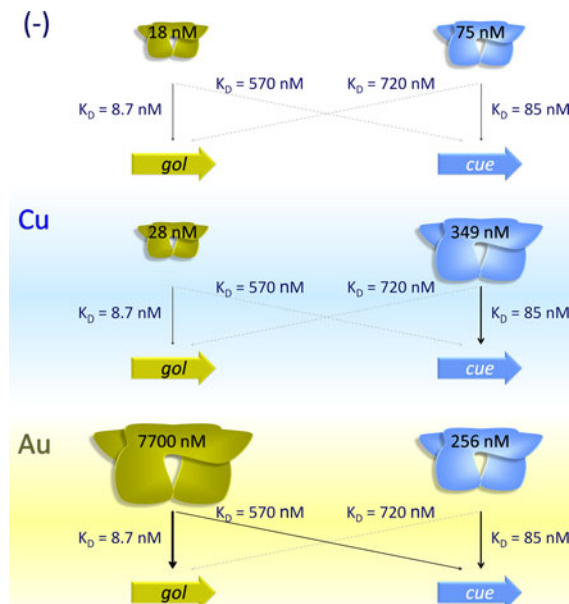 (-)
18 nM
75 nM
K_D = 570 nM
K_D = 720 nM
K_D = 8.7 nM
K_D = 85 nM
gol
cue
Cu
28 nM
349 nM
K_D = 570 nM
K_D = 720 nM
K_D = 8.7 nM
K_D = 85 nM
gol
cue
Au
7700 nM
256 nM
K_D = 570 nM
K_D = 720 nM
K_D = 8.7 nM
K_D = 85 nM
gol
cue